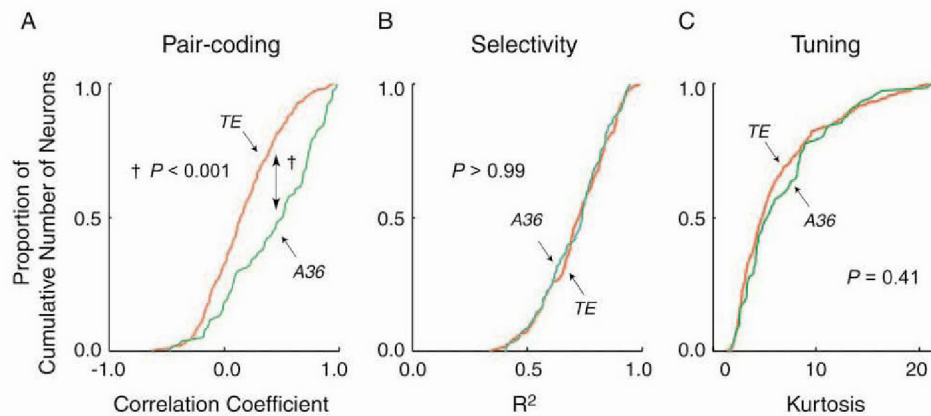 A
Pair-coding
Proportion of
Cumulative Number of Neurons
1.0
0.5
0.0
TE
† P < 0.001
†
A36
-1.0
0.0
1.0
Correlation Coefficient
B
Selectivity
1.0
0.5
0.0
P > 0.99
A36
TE
0.2
0.6
1.0
R²
C
Tuning
1.0
0.5
0.0
TE
A36
P = 0.41
0
10
20
Kurtosis